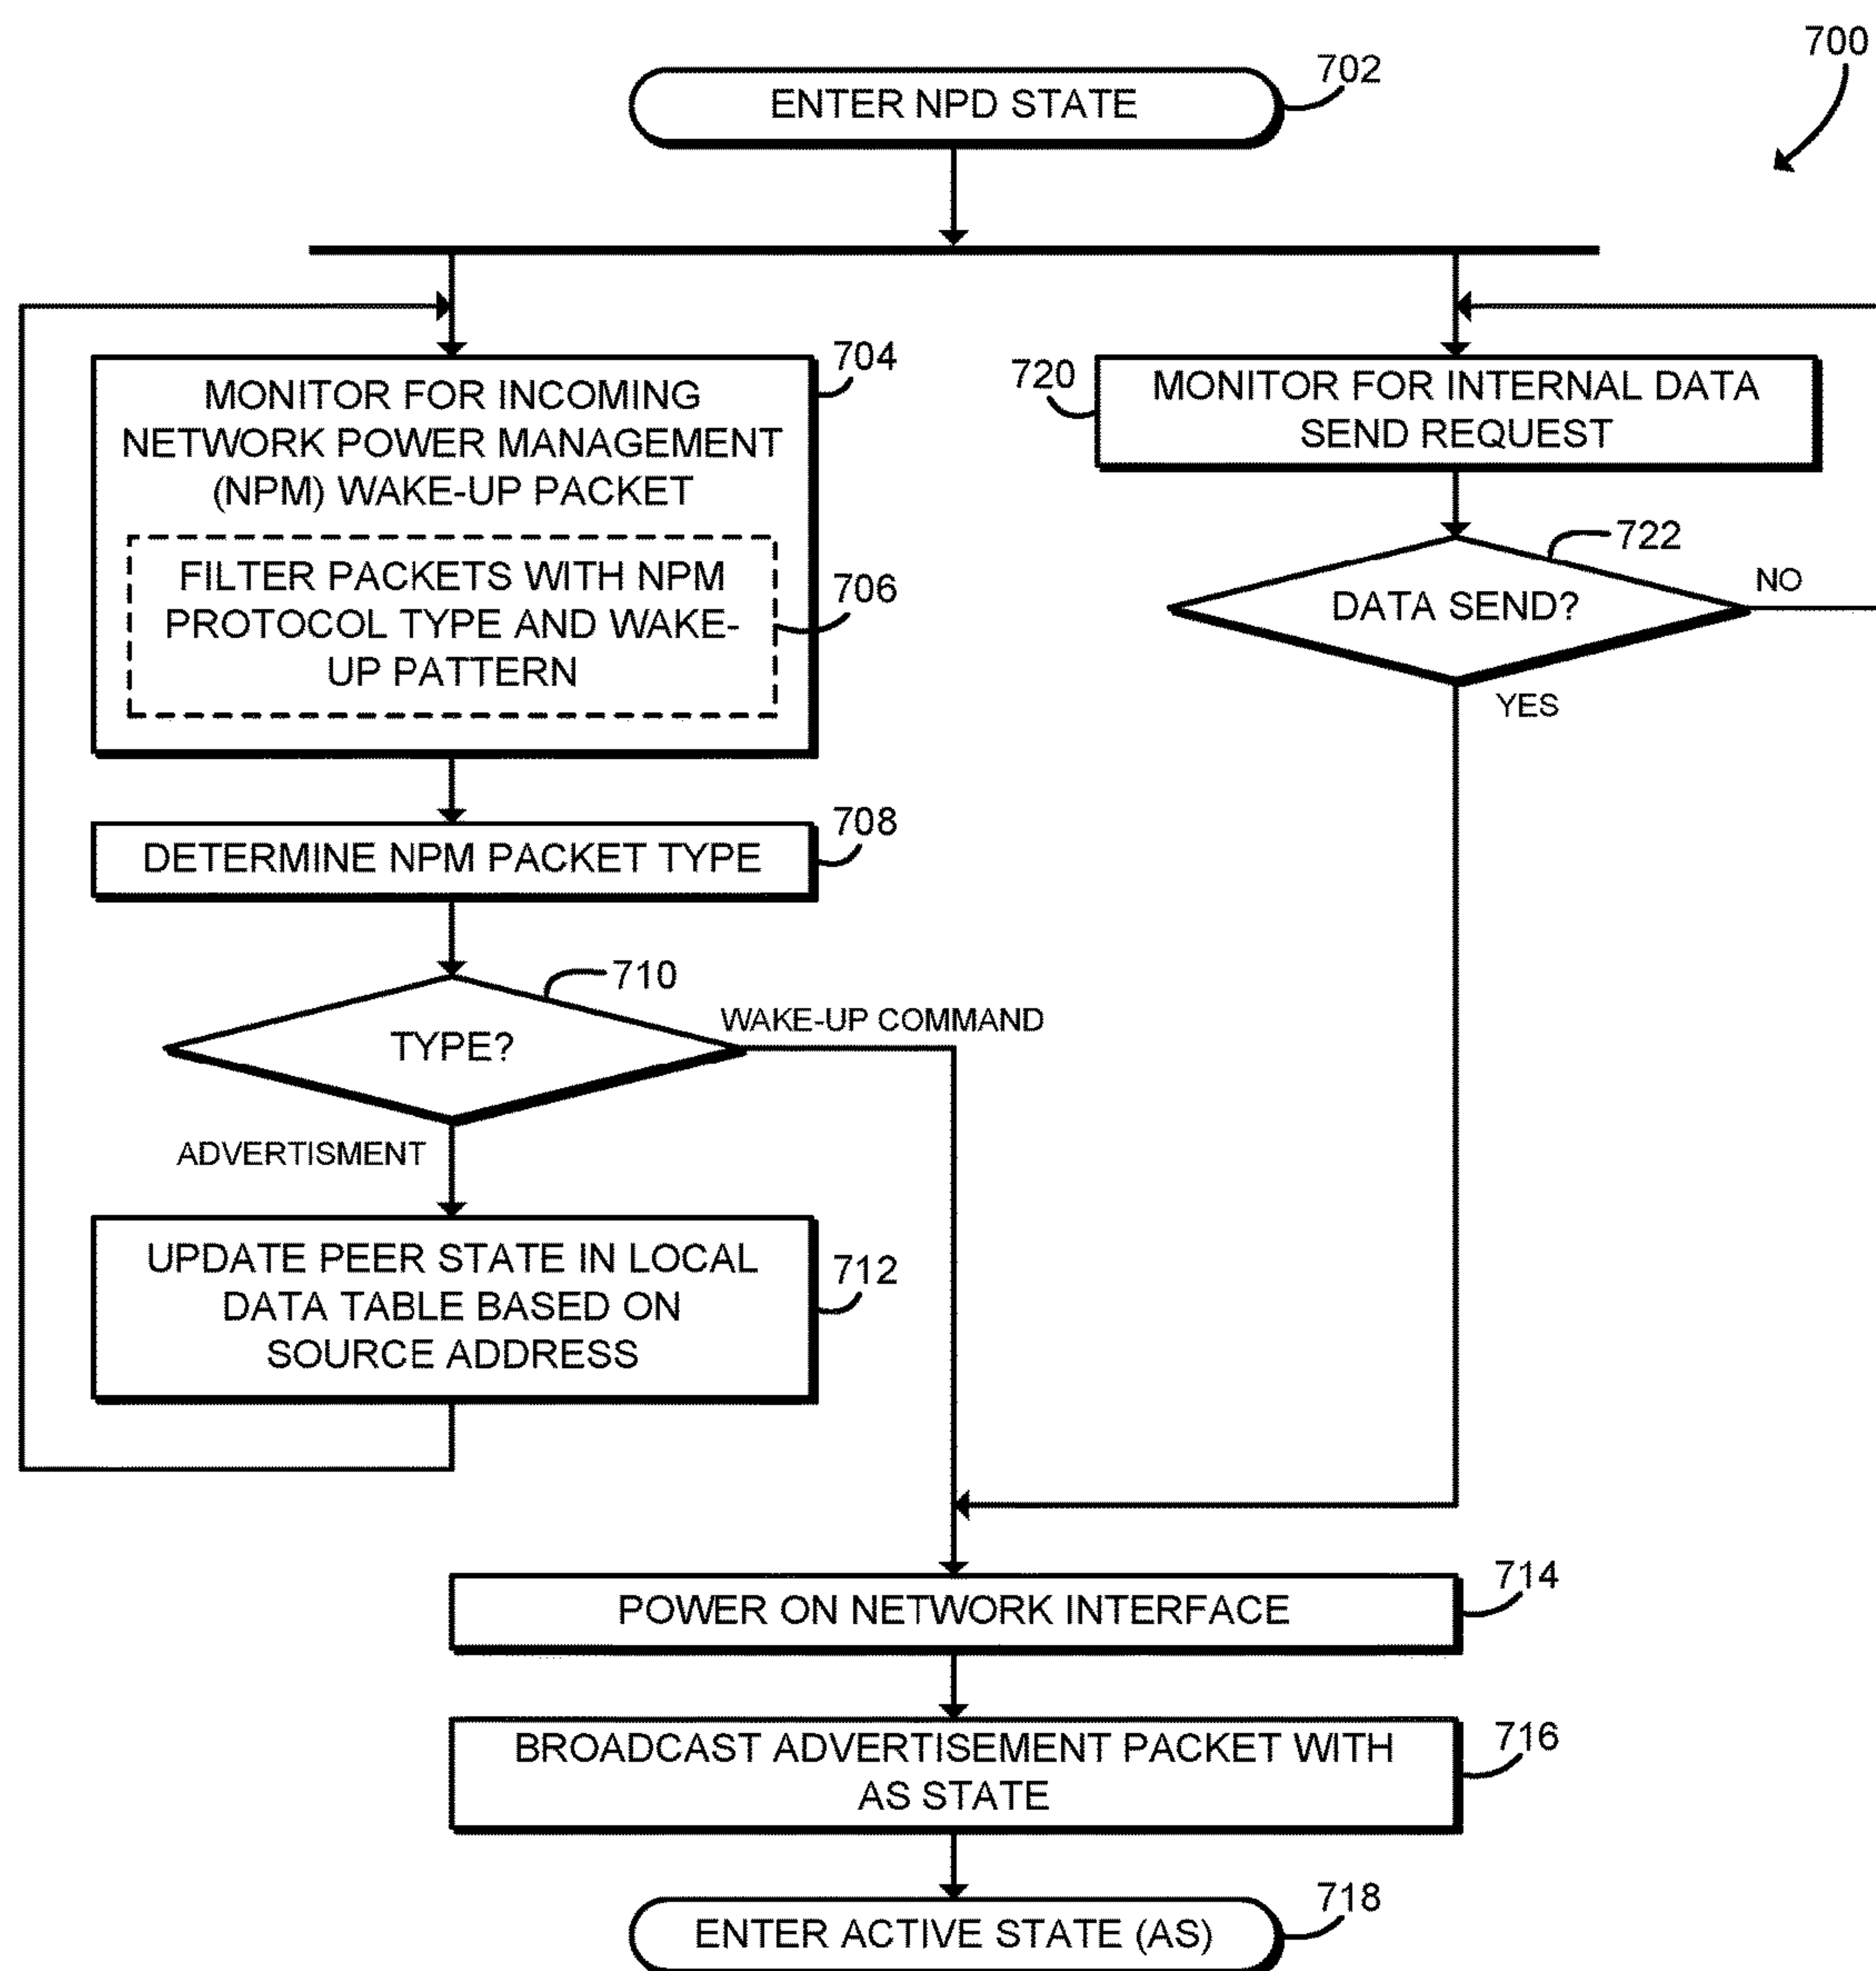 700
702
ENTER NPD STATE
704
MONITOR FOR INCOMING
NETWORK POWER MANAGEMENT
(NPM) WAKE-UP PACKET
706
FILTER PACKETS WITH NPM
PROTOCOL TYPE AND WAKE-
UP PATTERN
708
DETERMINE NPM PACKET TYPE
710
TYPE?
WAKE-UP COMMAND
ADVERTISMENT
712
UPDATE PEER STATE IN LOCAL
DATA TABLE BASED ON
SOURCE ADDRESS
720
MONITOR FOR INTERNAL DATA
SEND REQUEST
722
DATA SEND?
NO
YES
714
POWER ON NETWORK INTERFACE
716
BROADCAST ADVERTISEMENT PACKET WITH
AS STATE
718
ENTER ACTIVE STATE (AS)